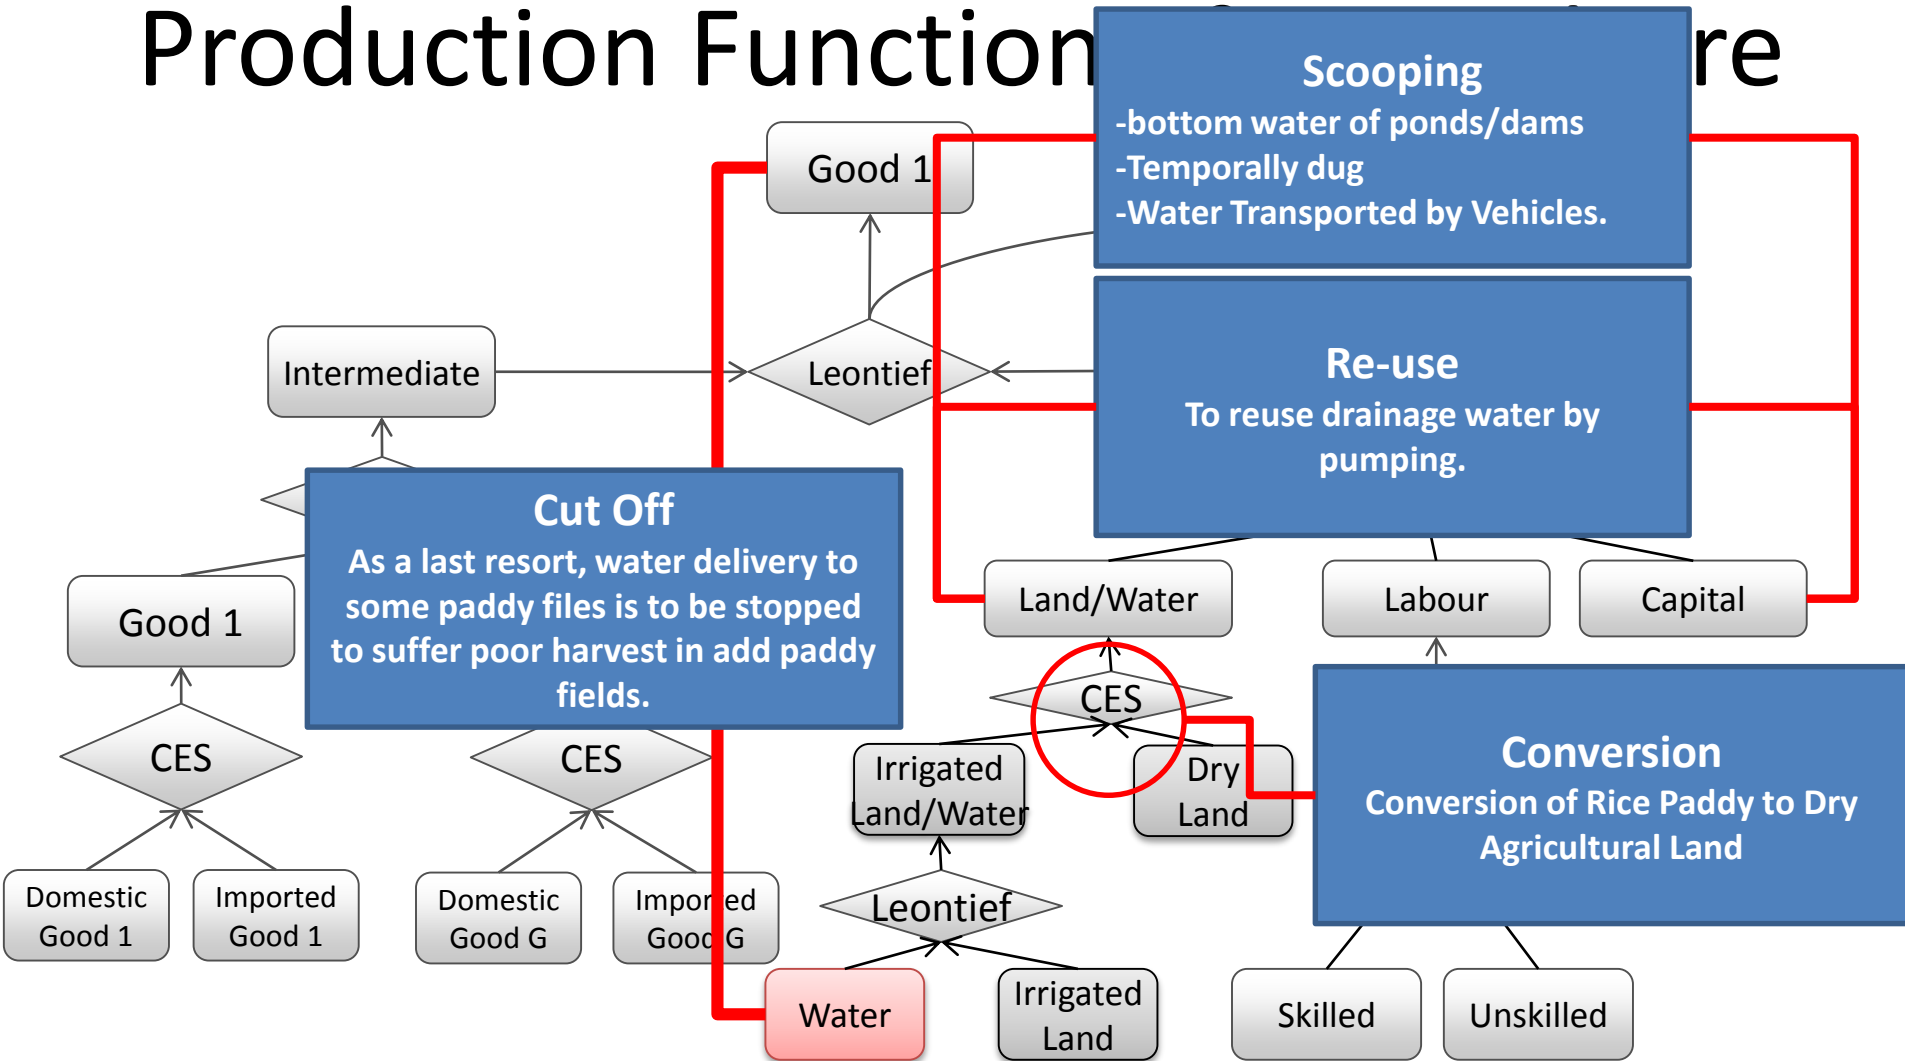 Production Function
re
Scooping
-bottom water of ponds/dams
-Temporally dug
-Water Transported by Vehicles.
Good 1
Re-use
To reuse drainage water by
pumping.
Intermediate
Leontief
Cut Off
As a last resort, water delivery to
some paddy files is to be stopped
to suffer poor harvest in add paddy
fields.
Good 1
Land/Water
Labour
Capital
CES
CES
CES
Irrigated
Land/Water
Dry
Land
Conversion
Conversion of Rice Paddy to Dry
Agricultural Land
Domestic
Good 1
Imported
Good 1
Domestic
Good G
Imported
Good G
Leontief
Water
Irrigated
Land
Skilled
Unskilled